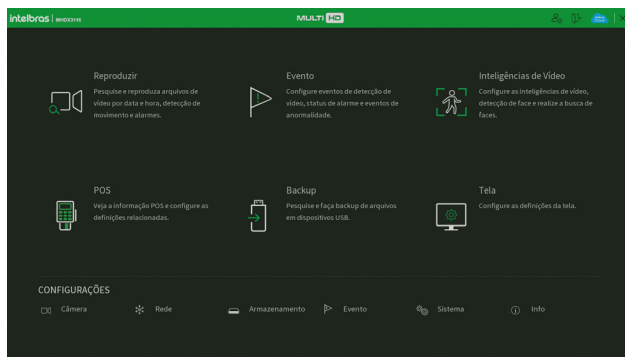 intelbras | MHDX3116
MULTI HD
Reproduzir
Pesquise e reproduza arquivos de
vídeo por data e hora, detecção de
movimento e alarmes.
Evento
Configure eventos de detecção de
vídeo, status de alarme e eventos de
anormalidade.
Inteligências de Vídeo
Configure as inteligências de vídeo,
detecção de face e realize a busca de
faces.
POS
Veja a informação POS e configure as
definições relacionadas.
Backup
Pesquise e faça backup de arquivos
em dispositivos USB.
Tela
Configure as definições da tela.
CONFIGURAÇÕES
Câmera
Rede
Armazenamento
Evento
Sistema
Info